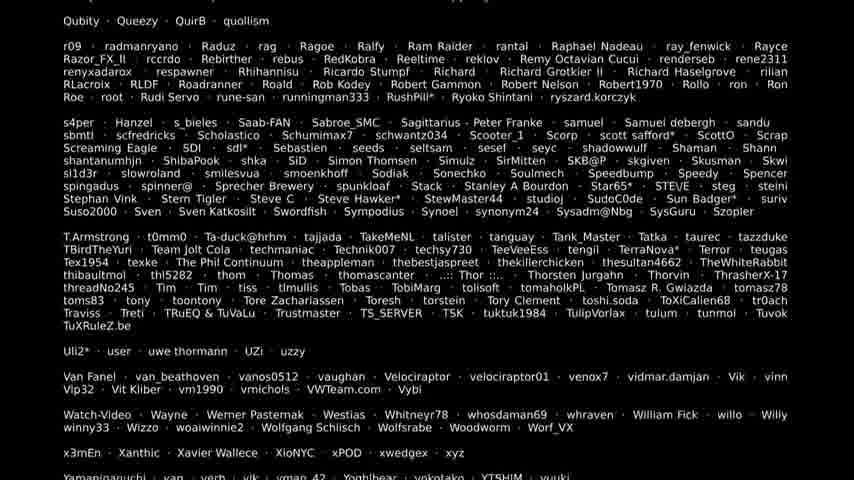 Qubity · Queezy · QuirB · quollism
r09 · radmanryano · Raduz · rag · Ragoe · Ralfy · Ram Raider · rantal · Raphael Nadeau · ray_fenwick · Rayce
Razor_FX_II · rccrdo · Rebirther · rebus · RedKobra · Reeltime · reklov · Remy Octavian Cucui · renderseb · rene2311
renyxadarox · respawner · Rhihannisu · Ricardo Stumpf · Richard · Richard Grotkier II · Richard Haselgrove · rilian
RLacroix · RLDF · Roadranner · Roald · Rob Kodey · Robert Gammon · Robert Nelson · Robert1970 · Rollo · ron · Ron
Roe · root · Rudi Servo · rune-san · runningman333 · RushPill* · Ryoko Shintani · ryszard.korczyk
s4per · Hanzel · s_bieles · Saab-FAN · Sabroe_SMC · Sagittarius - Peter Franke · samuel · Samuel debergh · sandu
sbmtl · scfredricks · Scholastico · Schumimax7 · schwantz034 · Scooter_1 · Scorp · scott safford* · ScottO · Scrap
Screaming Eagle · SDI · sdl* · Sebastien · seeds · seltsam · sesef · seyc · shadowwulf · Shaman · Shann
shantanumhjn · ShibaPook · shka · SiD · Simon Thomsen · Simulz · SirMitten · SKB@P · skgiven · Skusman · Skwi
sl1d3r · slowroland · smilesvua · smoenkhoff · Sodiak · Sonechko · Soulmech · Speedbump · Speedy · Spencer
spingadus · spinner@ · Sprecher Brewery · spunkloaf · Stack · Stanley A Bourdon · Star65* · STE\/E · steg · steini
Stephan Vink · Stern Tigler · Steve C · Steve Hawker* · StewMaster44 · studioj · SudoC0de · Sun Badger* · suriv
Suso2000 · Sven · Sven Katkosilt · Swordfish · Sympodius · Synoel · synonym24 · Sysadm@Nbg · SysGuru · Szopler
T.Armstrong · t0mm0 · Ta-duck@hrhm · tajjada · TakeMeNL · talister · tanguay · Tank_Master · Tatka · taurec · tazzduke
TBirdTheYuri · Team Jolt Cola · techmaniac · Technik007 · techsy730 · TeeVeeEss · tengil · TerraNova* · Terror · teugas
Tex1954 · texke · The Phil Continuum · theappleman · thebestjaspreet · thekillerchicken · thesultan4662 · TheWhiteRabbit
thibaultmol · thl5282 · thom · Thomas · thomascanter · ..:: Thor ::.. · Thorsten Jurgahn · Thorvin · ThrasherX-17
threadNo245 · Tim · Tim · tiss · tlmullis · Tobas · TobiMarg · tolisoft · tomaholkPL · Tomasz R. Gwiazda · tomasz78
toms83 · tony · toontony · Tore Zachariassen · Toresh · torstein · Tory Clement · toshi.soda · ToXiCalien68 · tr0ach
Traviss · Treti · TRuEQ & TuVaLu · Trustmaster · TS_SERVER · TSK · tuktuk1984 · TulipVorlax · tulum · tunmoi · Tuvok
TuXRuleZ.be
Uli2* · user · uwe thormann · UZi · uzzy
Van Fanel · van_beathoven · vanos0512 · vaughan · Velociraptor · velociraptor01 · venox7 · vidmar.damjan · Vik · vinn
Vip32 · Vit Kliber · vm1990 · vmichols · VWTeam.com · Vybi
Watch-Video · Wayne · Werner Pasternak · Westias · Whitneyr78 · whosdaman69 · whraven · William Fick · willo · Willy
winny33 · Wizzo · woaiwinnie2 · Wolfgang Schlisch · Wolfsrabe · Woodworm · Worf_VX
x3mEn · Xanthic · Xavier Wallece · XioNYC · xPOD · xwedgex · xyz